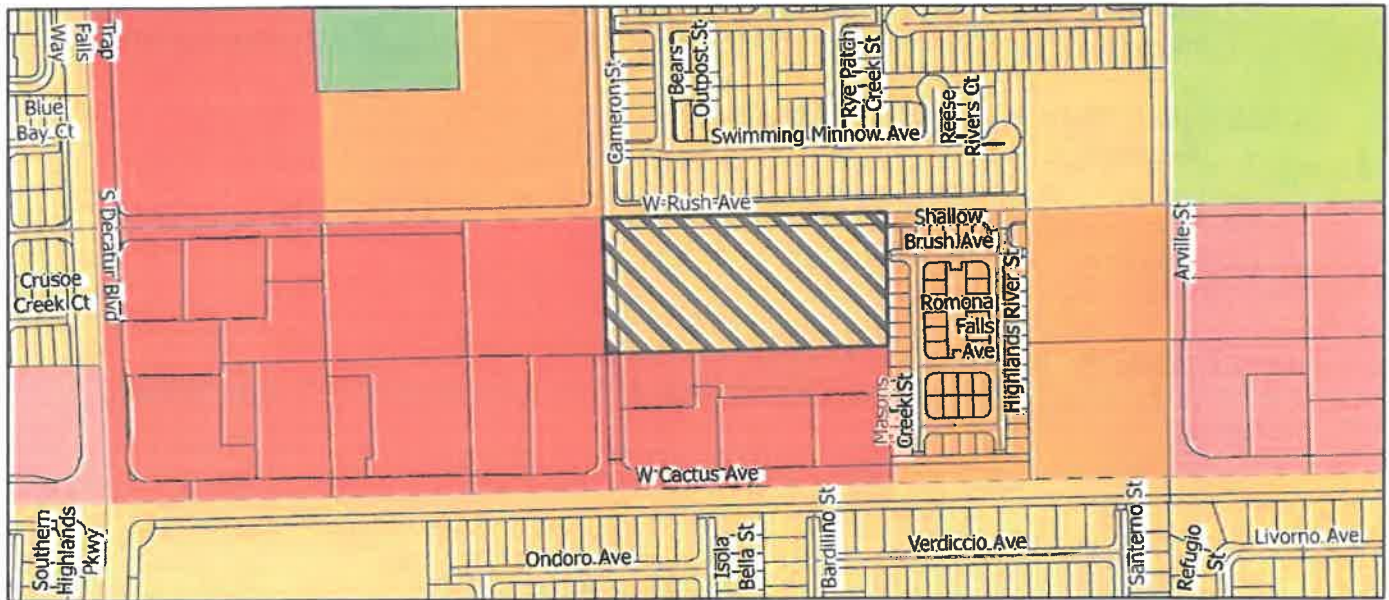 Trap
Falls
Way
Blue
Bay Ct
Crusoe
Creek Ct
S Decatur Blvd
Southern
Highlands
Pkwy
Cameron St
Bears
Outpost St
Rye Patch
Creek St
Reese
Rivers Ct
Swimming Minnow Ave
W Rush Ave
Shallow
Brush Ave
Romona
Falls
Ave
Highlands River St
Masons
Creek St
Arville St
W Cactus Ave
Ondoro Ave
Isola
Bella St
Bardilino St
Verdiccio Ave
Santerno St
Refugio
St
Livorno Ave